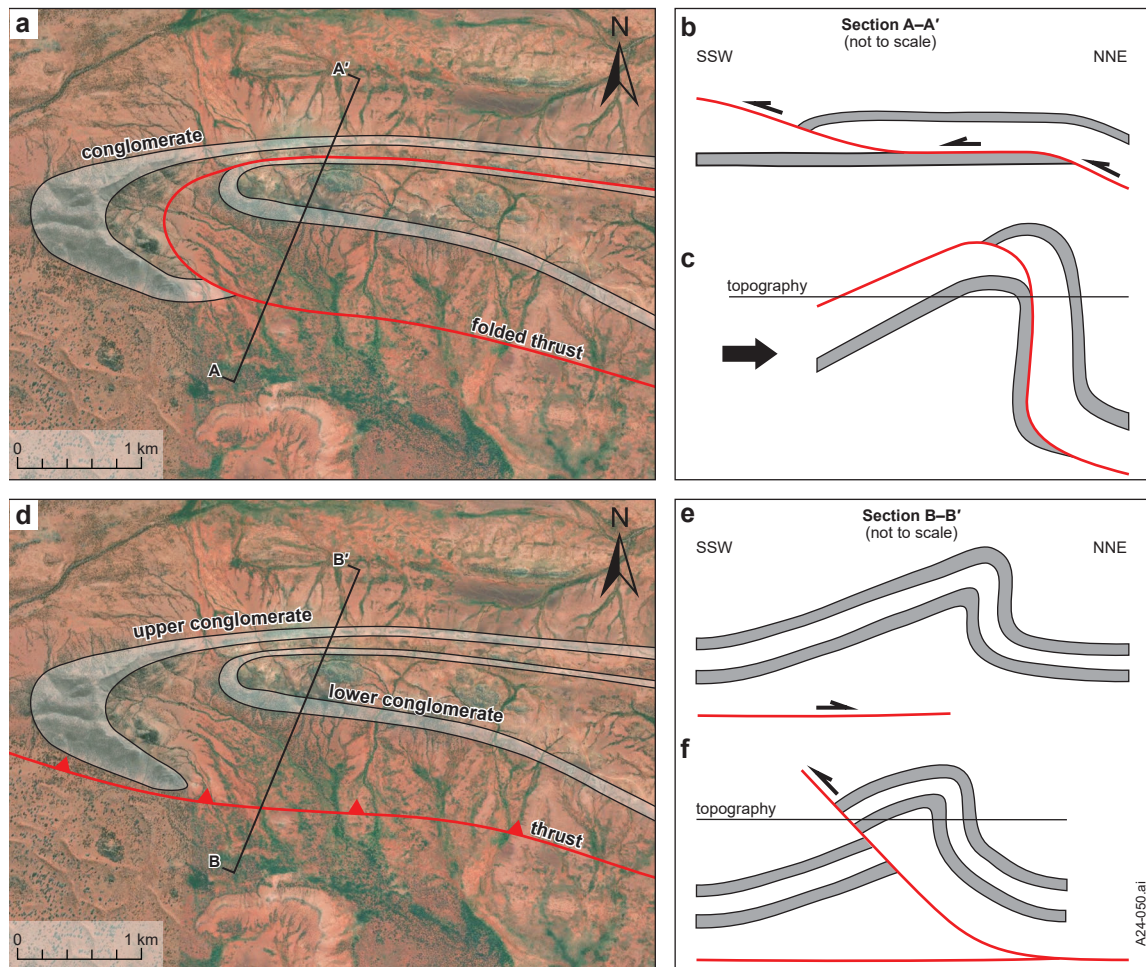 a
N
A′
conglomerate
folded thrust
A
0
1 km
b
Section A–A′
(not to scale)
SSW
NNE
c
topography
d
N
B′
upper conglomerate
lower conglomerate
thrust
B
0
1 km
e
Section B–B′
(not to scale)
SSW
NNE
f
topography
A24-050.ai